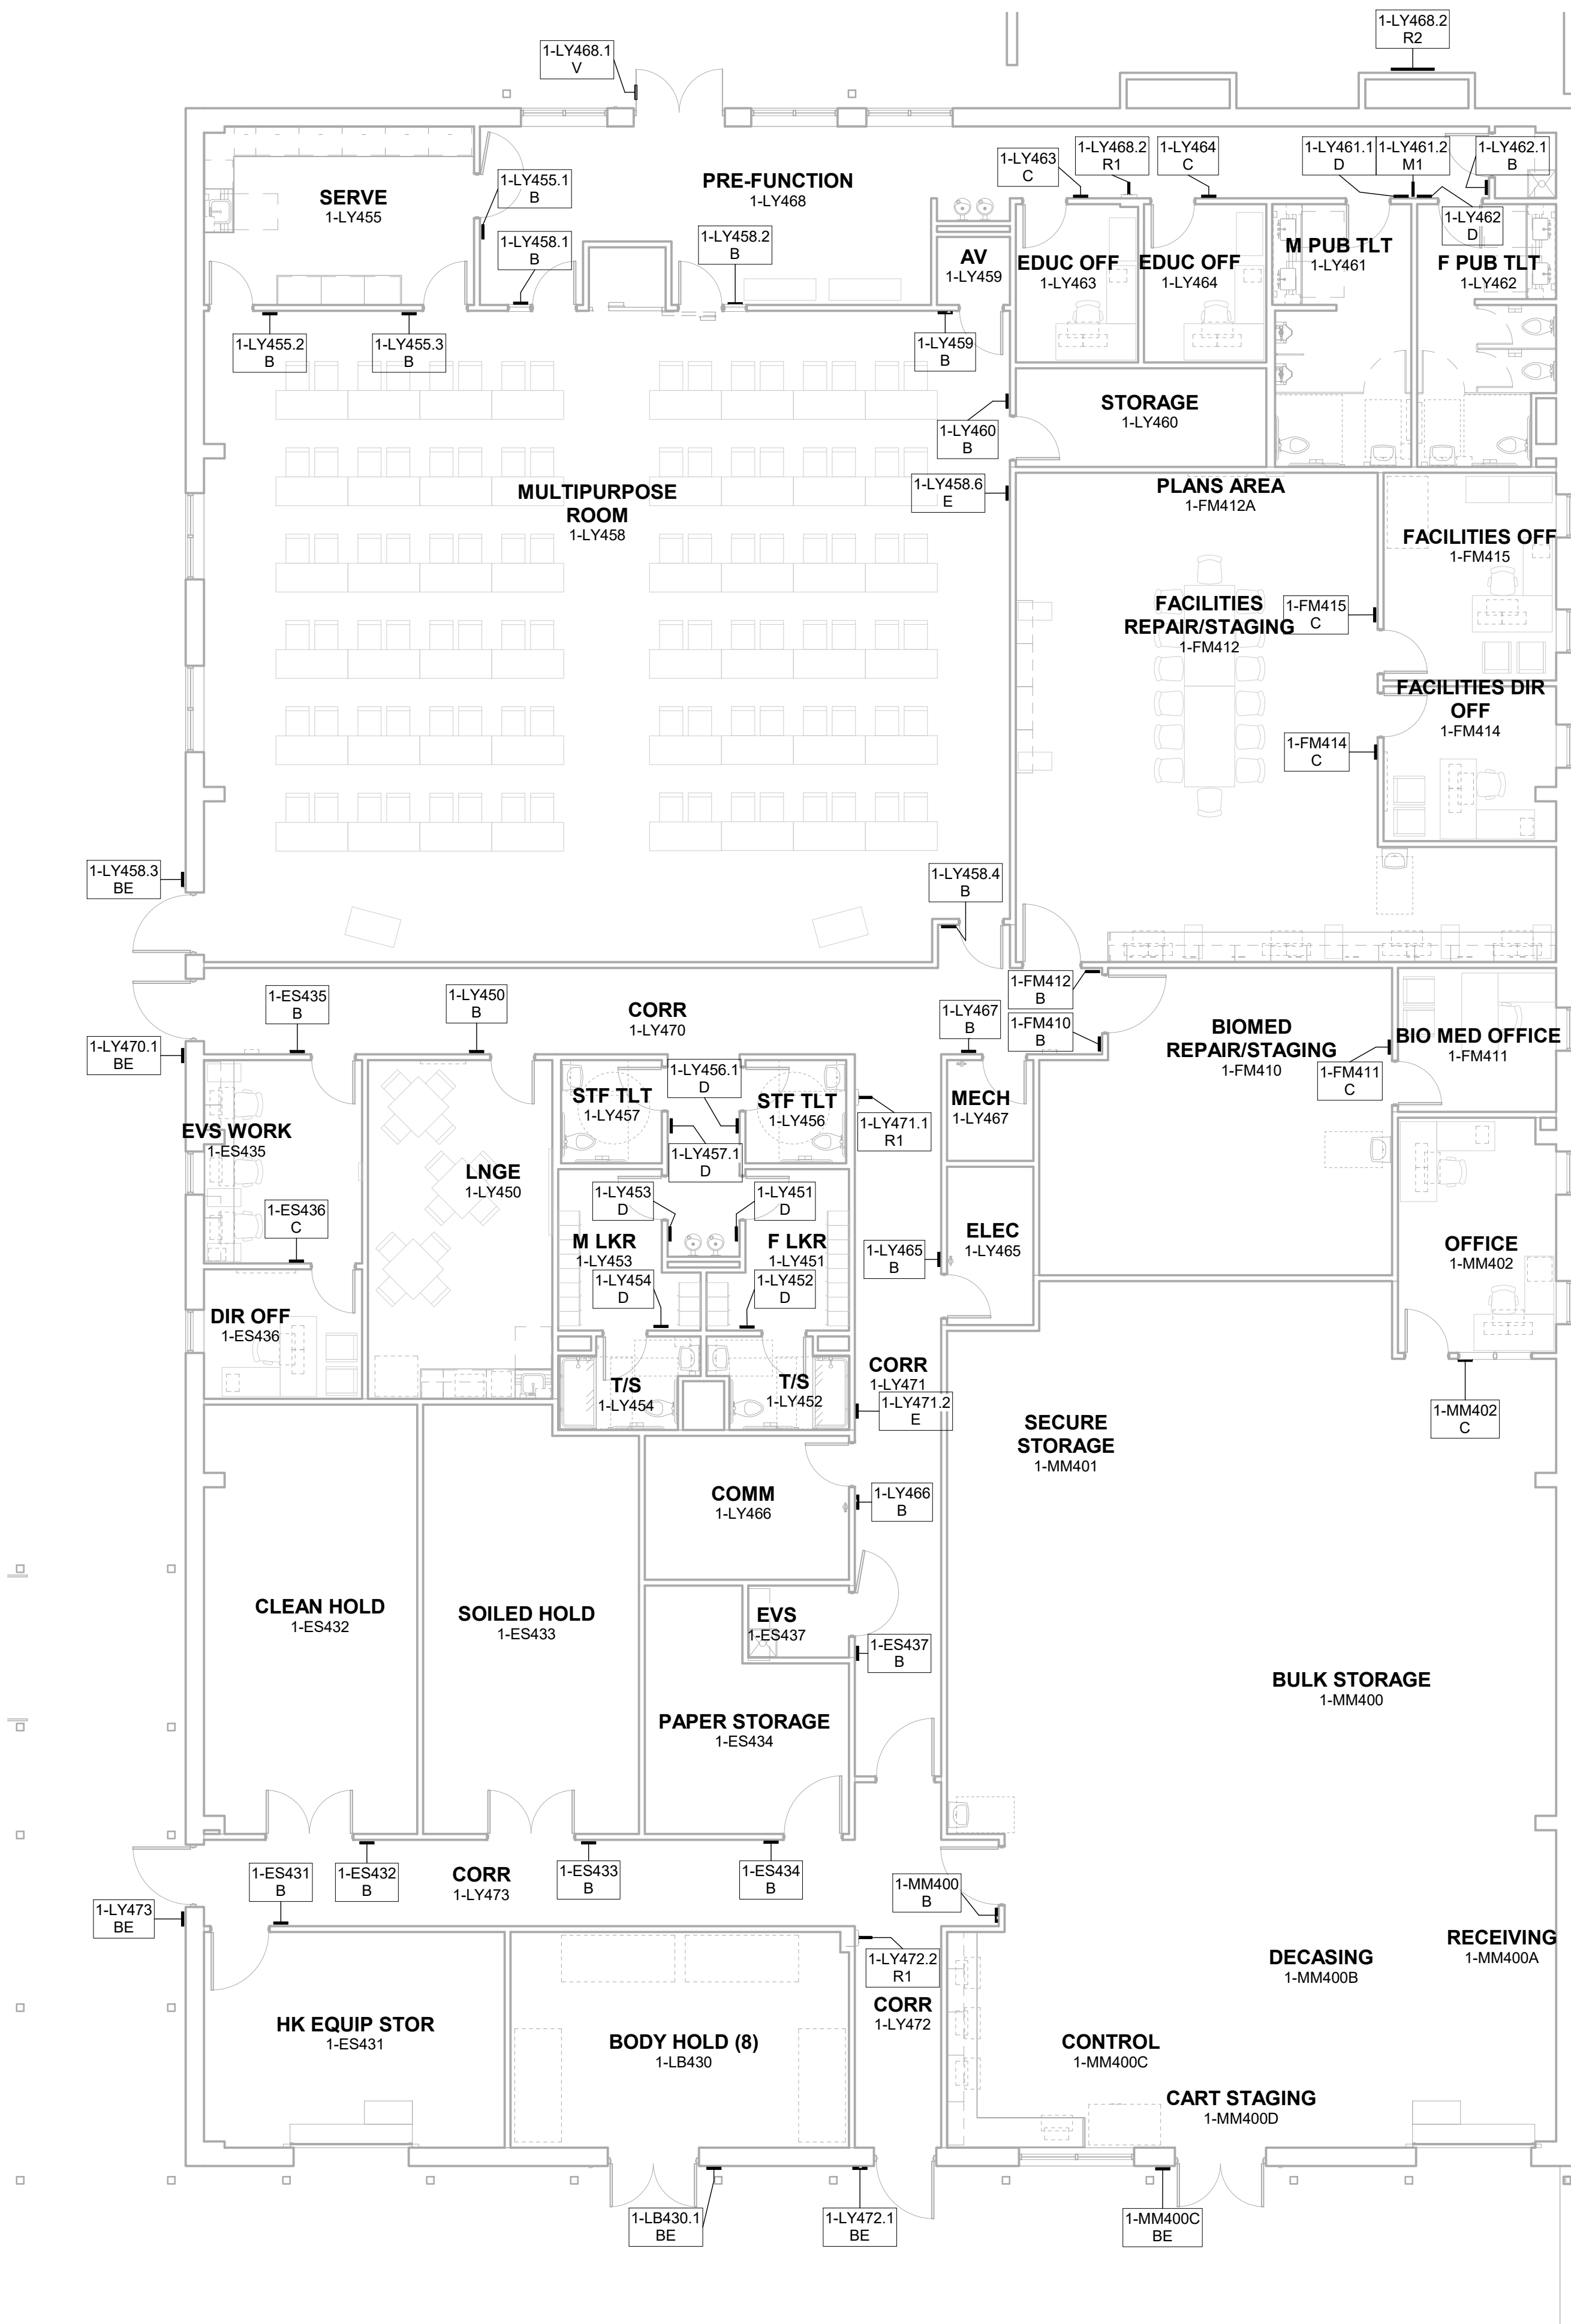 1-LY468.2
R2
1-LY468.1
V
1-LY463
C
1-LY468.2
R1
1-LY464
C
1-LY461.1
D
1-LY461.2
M1
1-LY462.1
B
SERVE
1-LY455
1-LY455.1
B
PRE-FUNCTION
1-LY468
1-LY462
D
1-LY458.1
B
1-LY458.2
B
AV
1-LY459
EDUC OFF
1-LY463
EDUC OFF
1-LY464
M PUB TLT
1-LY461
F PUB TLT
1-LY462
1-LY455.2
B
1-LY455.3
B
1-LY459
B
STORAGE
1-LY460
1-LY460
B
MULTIPURPOSE
ROOM
1-LY458
1-LY458.6
E
PLANS AREA
1-FM412A
FACILITIES OFF
1-FM415
FACILITIES
REPAIR/STAGING
1-FM412
1-FM415
C
FACILITIES DIR
OFF
1-FM414
1-FM414
C
1-LY458.3
BE
1-LY458.4
B
1-ES435
B
1-LY450
B
CORR
1-LY470
1-LY467
B
1-FM412
B
1-FM410
B
BIOMED
REPAIR/STAGING
1-FM410
BIO MED OFFICE
1-FM411
1-LY470.1
BE
1-FM411
C
STF TLT
1-LY457
1-LY456.1
D
STF TLT
1-LY456
1-LY471.1
R1
MECH
1-LY467
EVS WORK
1-ES435
LNGE
1-LY450
1-LY457.1
D
1-LY453
D
1-LY451
D
1-ES436
C
M LKR
1-LY453
F LKR
1-LY451
1-LY465
B
ELEC
1-LY465
OFFICE
1-MM402
1-LY454
D
1-LY452
D
DIR OFF
1-ES436
T/S
1-LY454
T/S
1-LY452
CORR
1-LY471
1-LY471.2
E
1-MM402
C
SECURE
STORAGE
1-MM401
COMM
1-LY466
1-LY466
B
CLEAN HOLD
1-ES432
SOILED HOLD
1-ES433
EVS
1-ES437
1-ES437
B
BULK STORAGE
1-MM400
PAPER STORAGE
1-ES434
1-ES431
B
1-ES432
B
CORR
1-LY473
1-ES433
B
1-ES434
B
1-MM400
B
1-LY473
BE
1-LY472.2
R1
DECASING
1-MM400B
RECEIVING
1-MM400A
HK EQUIP STOR
1-ES431
BODY HOLD (8)
1-LB430
CORR
1-LY472
CONTROL
1-MM400C
CART STAGING
1-MM400D
1-LB430.1
BE
1-LY472.1
BE
1-MM400C
BE